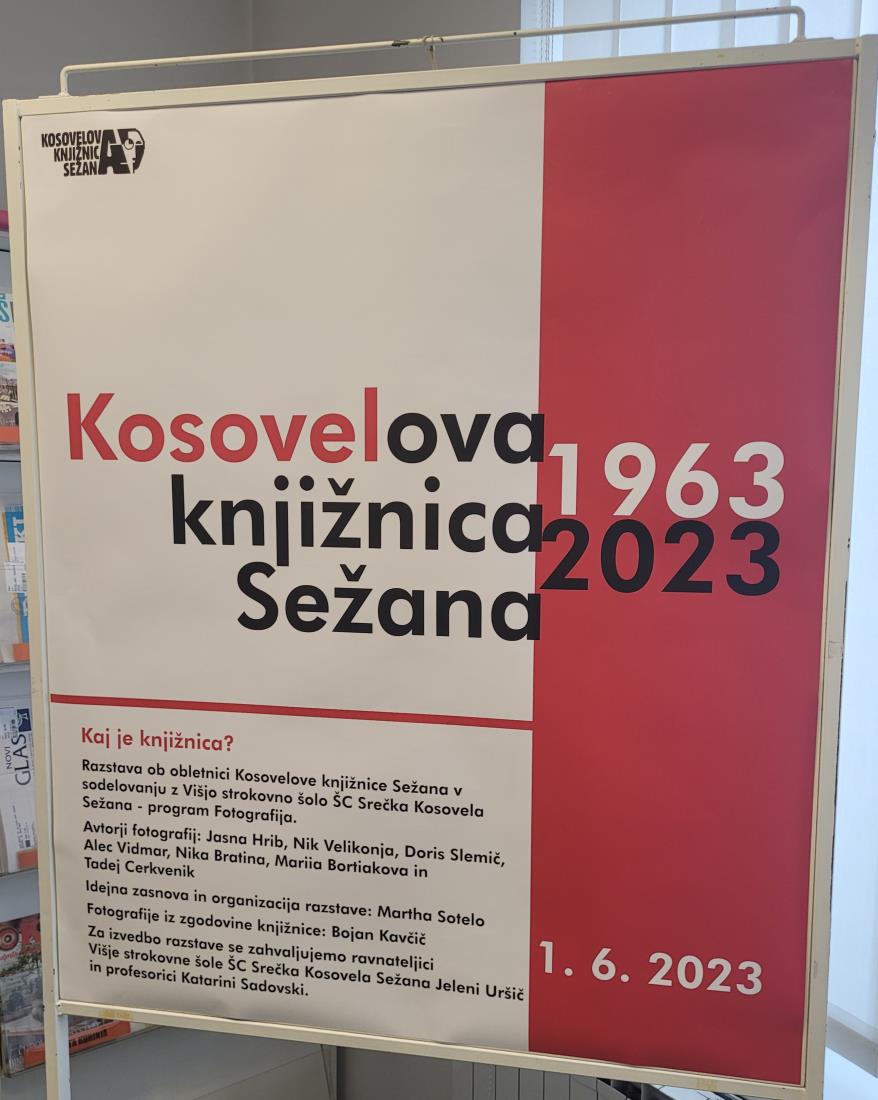 KOSOVELOV
KNJIŽNIC
SEŽANA
Kosovelova
knjižnica
Sežana
1963
2023
Kaj je knjižnica?
Razstava ob obletnici Kosovelove knjižnice Sežana v
sodelovanju z Višjo strokovno šolo ŠC Srečka Kosovela
Sežana - program Fotografija.
Avtorji fotografij: Jasna Hrib, Nik Velikonja, Doris Slemič,
Alec Vidmar, Nika Bratina, Mariia Bortiakova in
Tadej Cerkvenik
Idejna zasnova in organizacija razstave: Martha Sotelo
Fotografije iz zgodovine knjižnice: Bojan Kavčič
Za izvedbo razstave se zahvaljujemo ravnateljici
Višje strokovne šole ŠC Srečka Kosovela Sežana Jeleni Uršič
in profesorici Katarini Sadovski.
1. 6. 2023
NOVI
GLAS